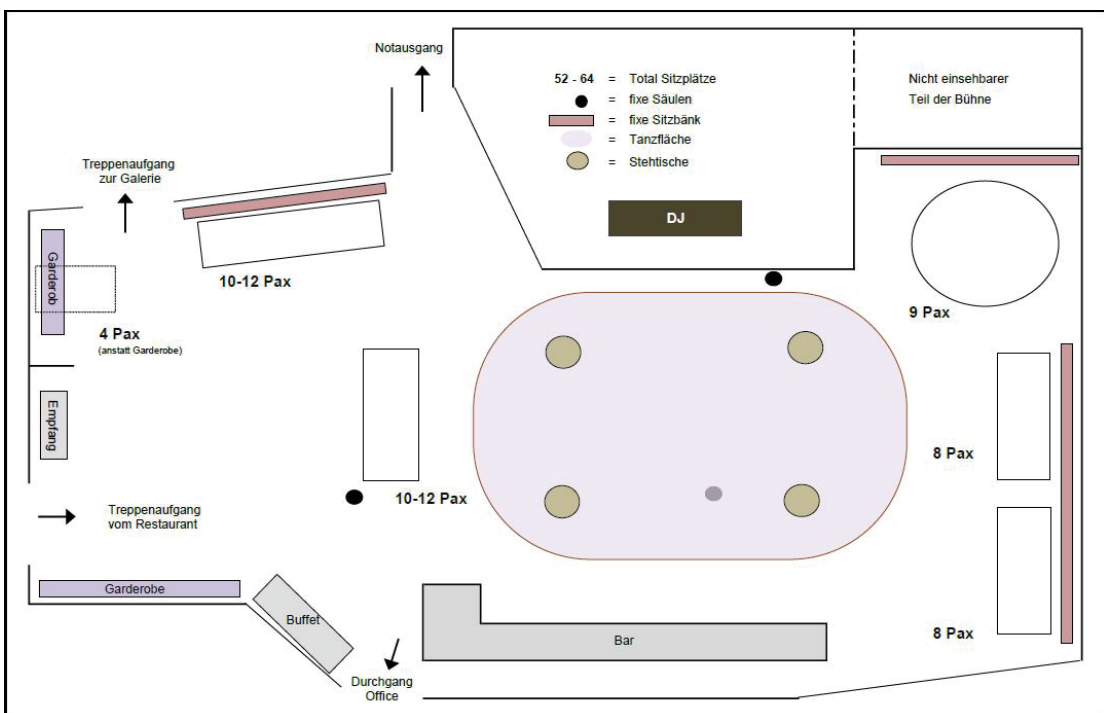 Notausgang
52 - 64 = Total Sitzplätze
= fixe Säulen
= fixe Sitzbänk
= Tanzfläche
= Stehtische
Nicht einsehbarer
Teil der Bühne
Treppenaufgang
zur Galerie
DJ
Garderob
10-12 Pax
9 Pax
4 Pax
(anstatt Garderobe)
Empfang
8 Pax
10-12 Pax
Treppenaufgang
vom Restaurant
Garderobe
Buffet
Bar
8 Pax
Durchgang
Office